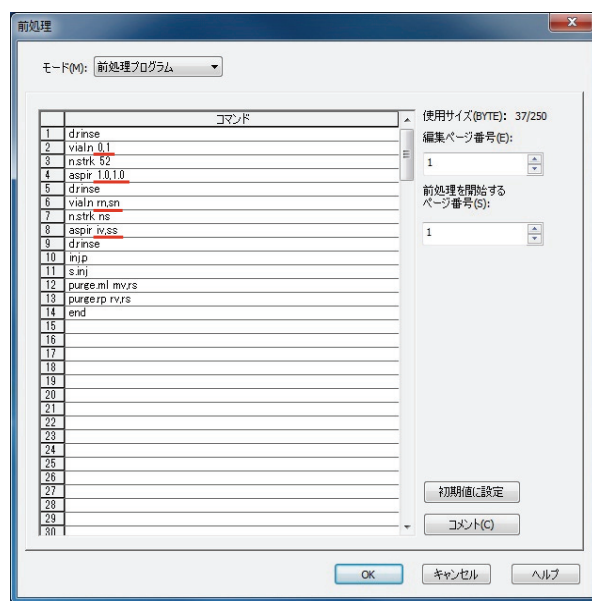 前処理
モード(M): 前処理プログラム
コマンド
1 d.rinse
2 vial.n 0,1
3 n.strk 52
4 aspir 1.0,1.0
5 d.rinse
6 vial.n rn,sn
7 n.strk ns
8 aspir iv,ss
9 d.rinse
10 inj.p
11 s.inj
12 purge.ml mv,rs
13 purge.rp rv,rs
14 end
15
16
17
18
19
20
21
22
23
24
25
26
27
28
29
30
使用サイズ(BYTE): 37/250
編集ページ番号(E):
1
前処理を開始する
ページ番号(S):
1
初期値に設定
コメント(C)
OK
キャンセル
ヘルプ